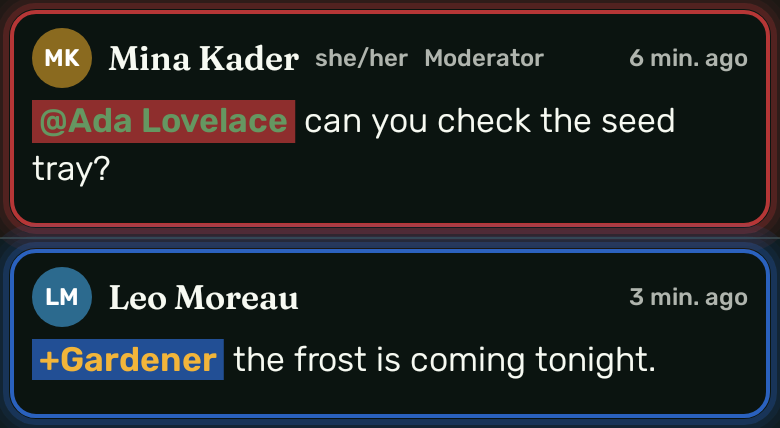 MK Mina Kader she/her Moderator 6 min. ago
@Ada Lovelace can you check the seed
tray?
LM Leo Moreau 3 min. ago
+Gardener the frost is coming tonight.